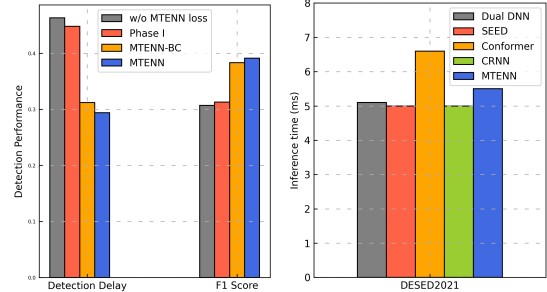 Detection Performance
0.4
0.3
0.2
0.1
0.0
w/o MTENN loss
Phase I
MTENN-BC
MTENN
Detection Delay
F1 Score
Inference time (ms)
8
7
6
5
4
3
2
1
0
Dual DNN
SEED
Conformer
CRNN
MTENN
DESED2021